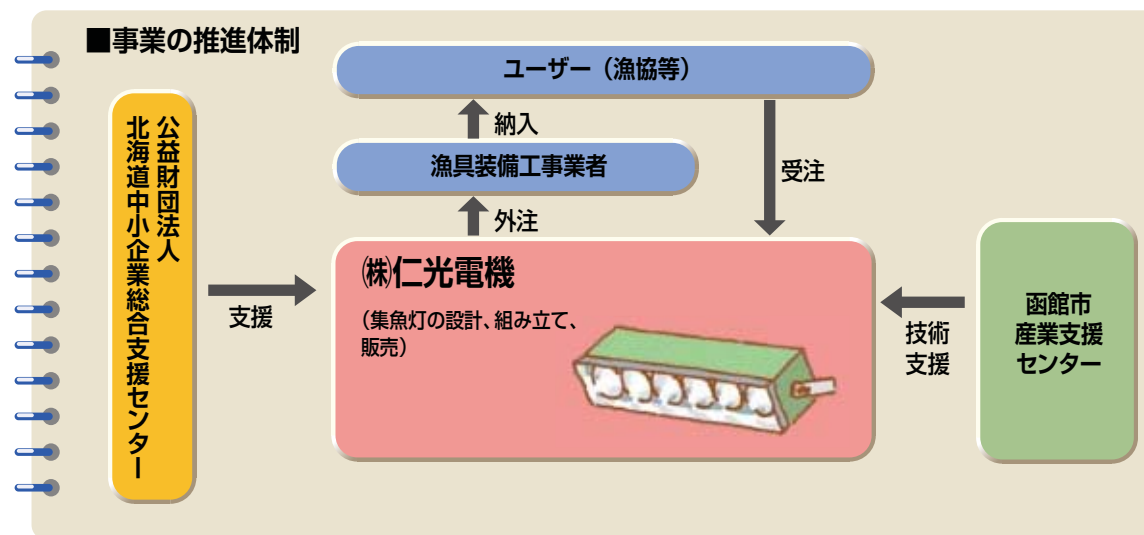 ■事業の推進体制
ユーザー（漁協等）
納入
受注
漁具装備工事業者
外注
公益財団法人
北海道中小企業総合支援センター
支援
㈱仁光電機
（集魚灯の設計、組み立て、
販売）
技術
支援
函館市
産業支援
センター